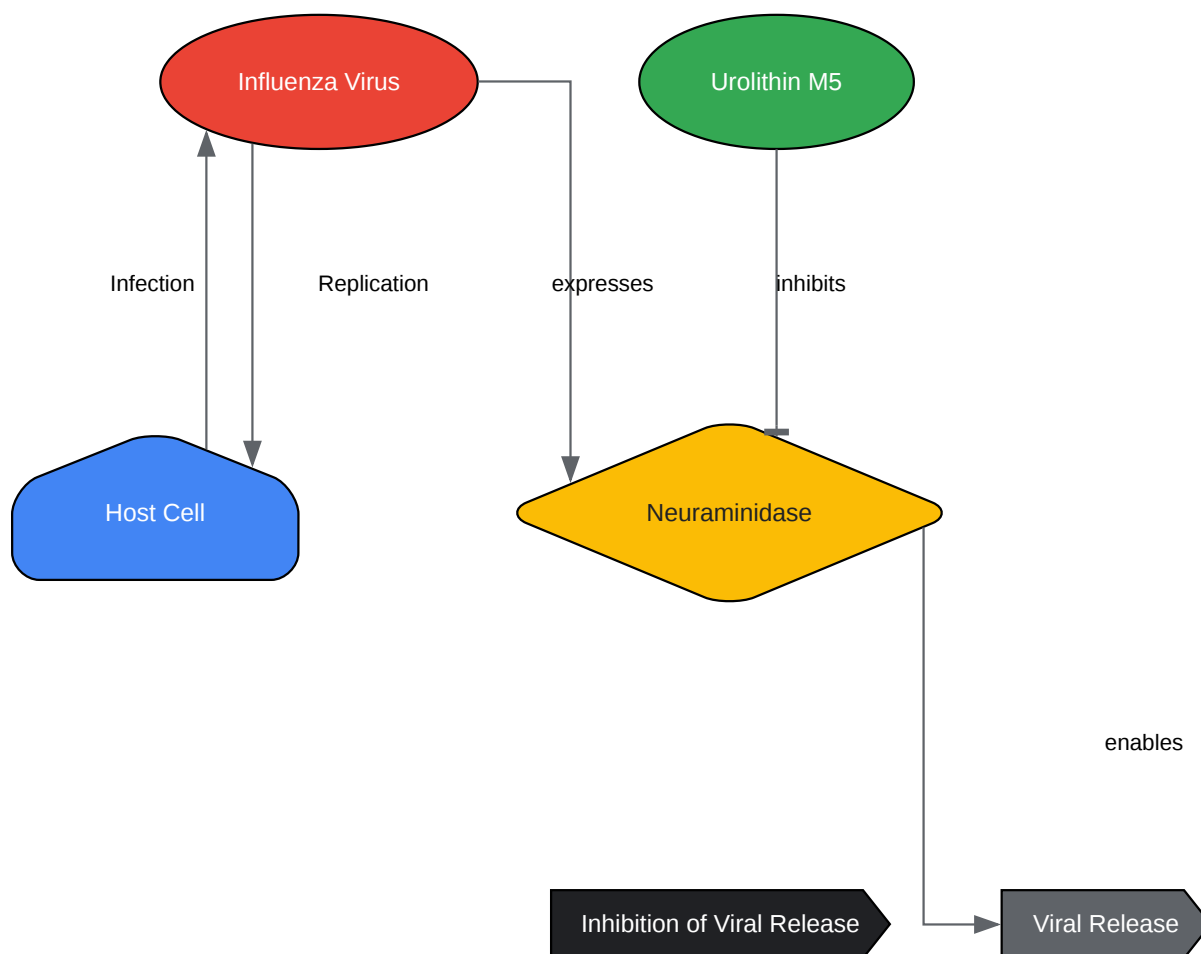 Influenza Virus
Urolithin M5
Infection
Replication
expresses
inhibits
Host Cell
Neuraminidase
enables
Inhibition of Viral Release
Viral Release